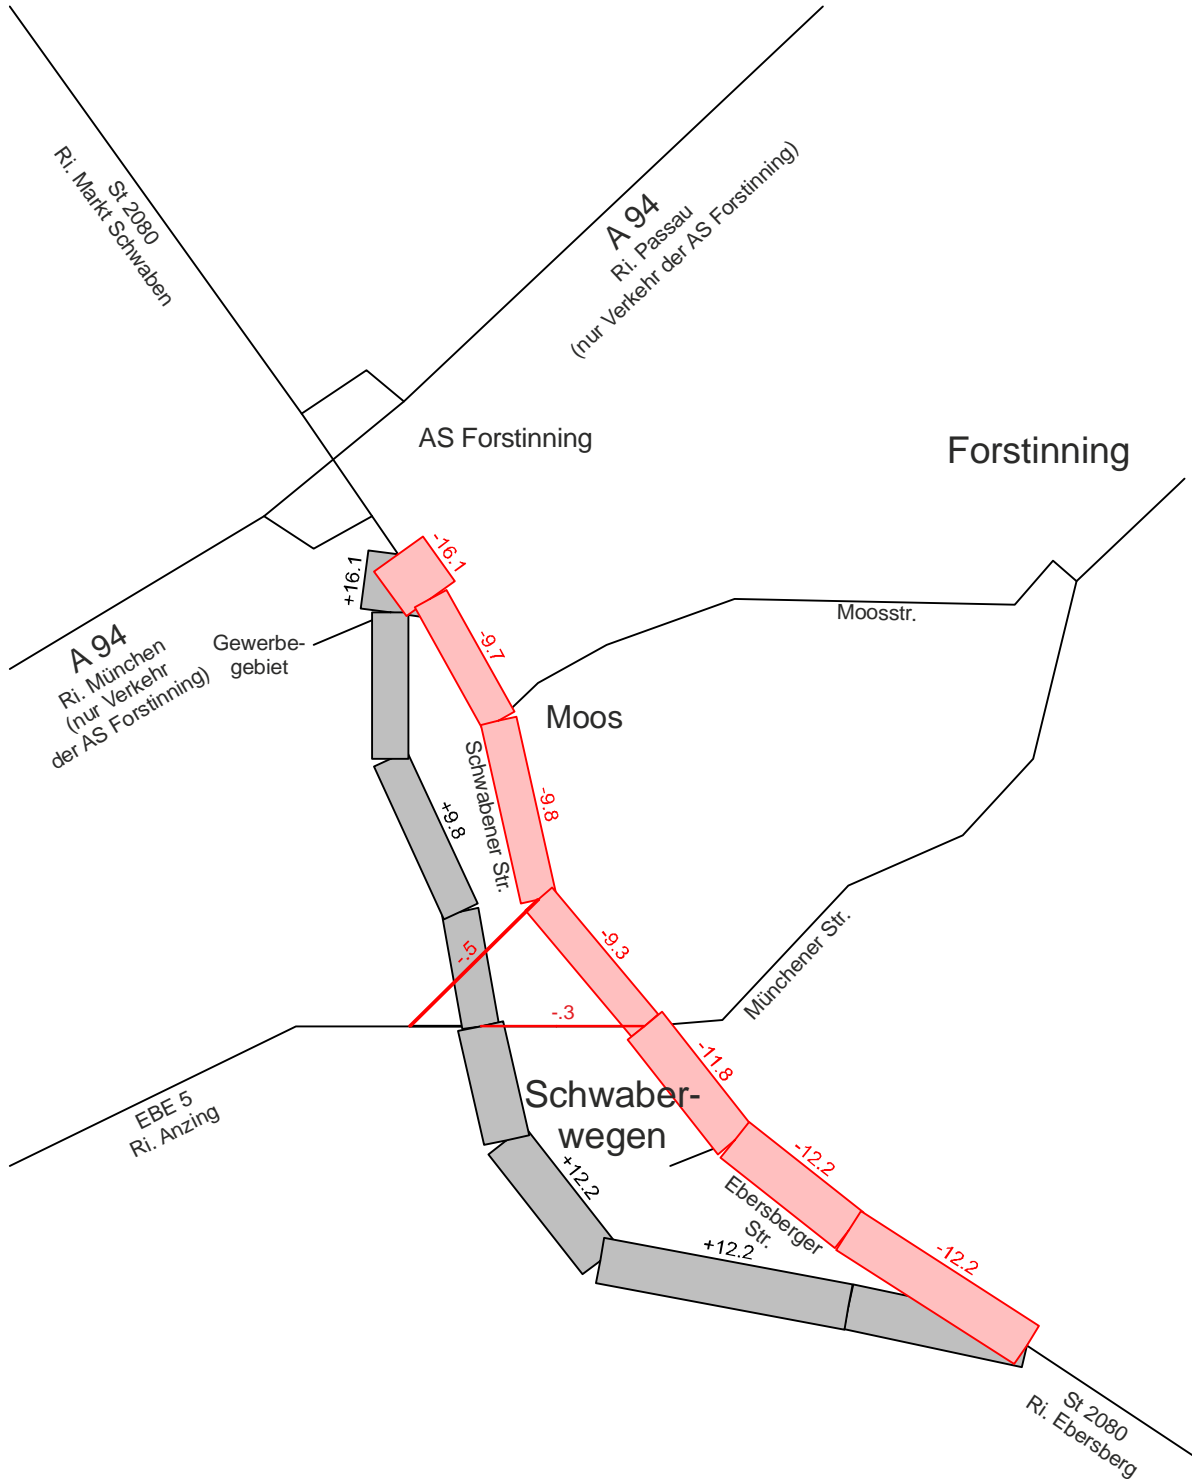 St 2080
Ri. Markt Schwaben
A 94
Ri. Passau
(nur Verkehr der AS Forstinning)
AS Forstinning
Forstinning
-16.1
+16.1
Moosstr.
A 94
Ri. München
(nur Verkehr
der AS Forstinning)
Gewerbe-
gebiet
-9.7
Moos
Schwabener Str.
-9.8
+9.8
-.5
-9.3
Münchener Str.
-.3
-11.8
EBE 5
Ri. Anzing
Schwaber-
wegen
+12.2
-12.2
Ebersberger
Str.
+12.2
-12.2
St 2080
Ri. Ebersberg